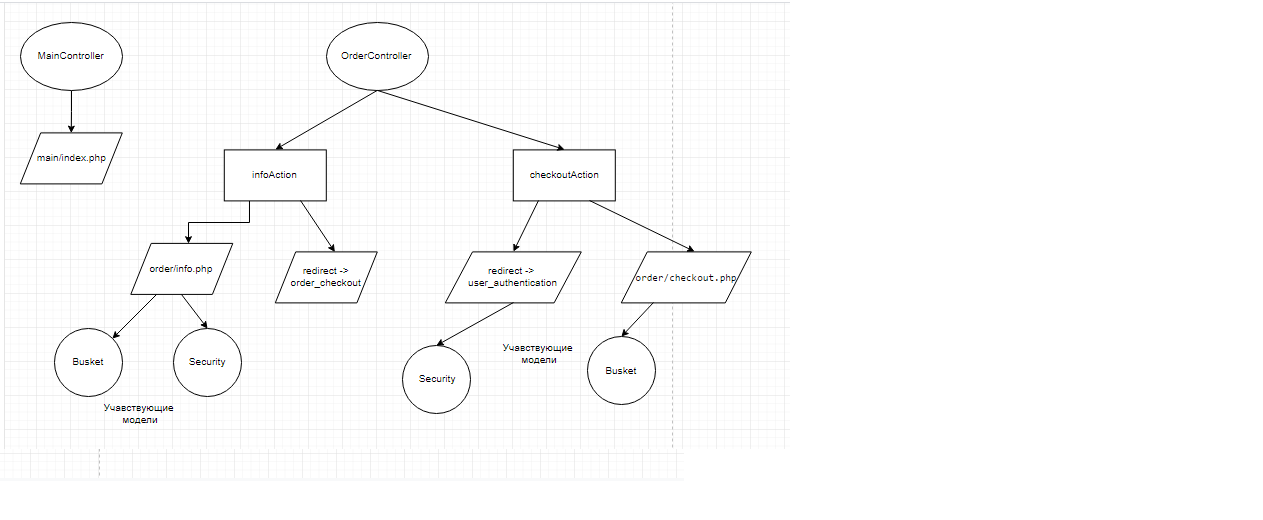 MainController
OrderController
main/index.php
infoAction
checkoutAction
order/info.php
redirect ->
order_checkout
redirect ->
user_authentication
order/checkout.php
Busket
Security
Учавствующие
модели
Security
Учавствующие
модели
Busket